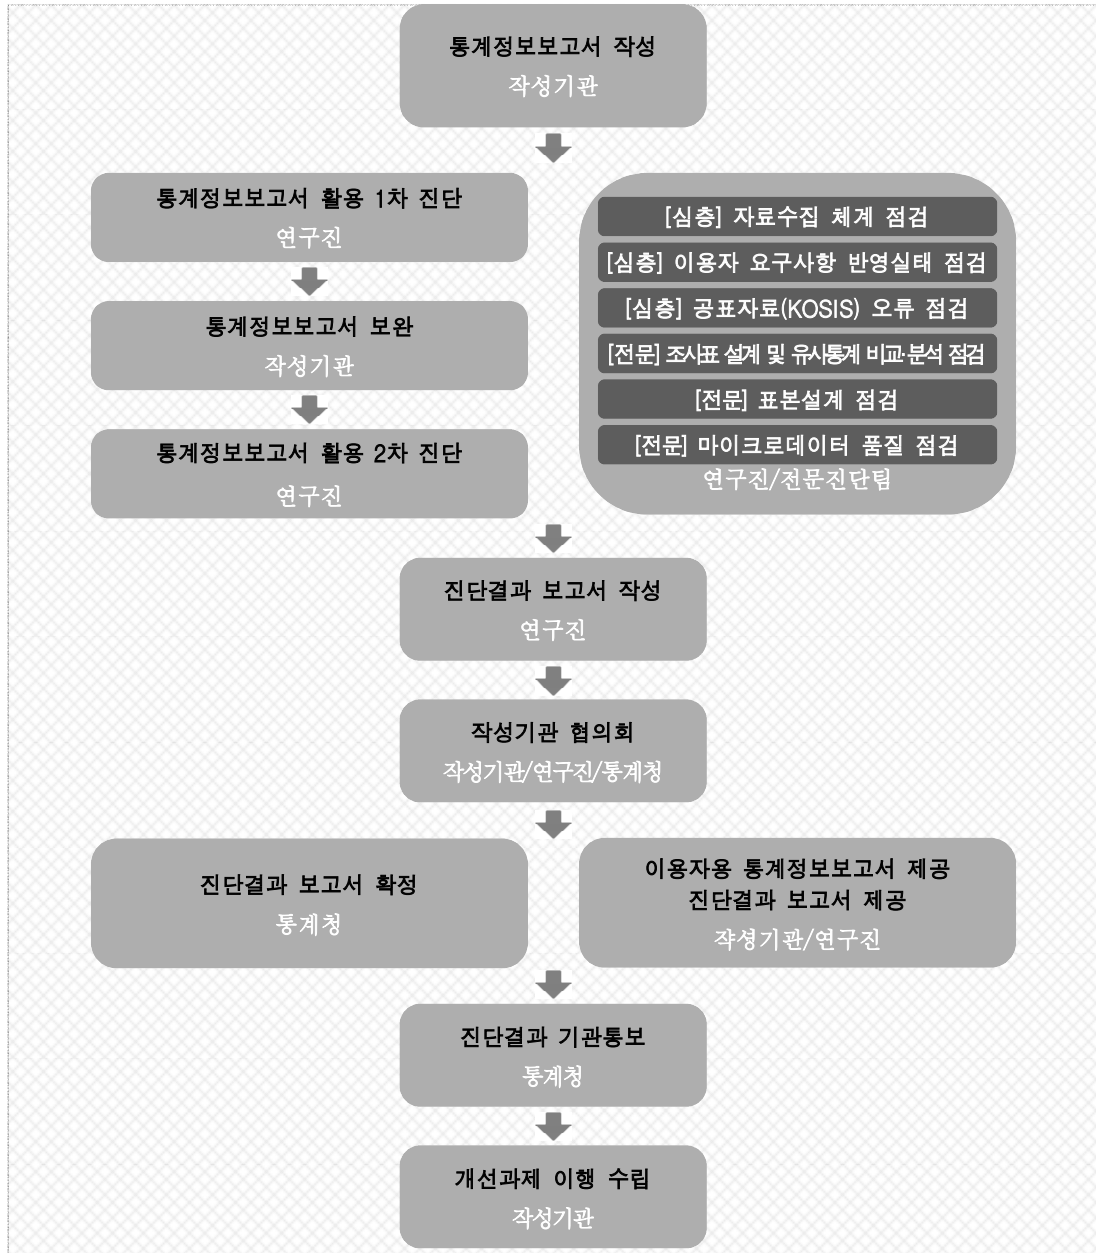 통계정보보고서 작성
작성기관
통계정보보고서 활용 1차 진단
연구진
통계정보보고서 보완
작성기관
통계정보보고서 활용 2차 진단
연구진
[심층] 자료수집 체계 점검
[심층] 이용자 요구사항 반영실태 점검
[심층] 공표자료(KOSIS) 오류 점검
[전문] 조사표 설계 및 유사통계 비교·분석 점검
[전문] 표본설계 점검
[전문] 마이크로데이터 품질 점검
연구진/전문진단팀
진단결과 보고서 작성
연구진
작성기관 협의회
작성기관/연구진/통계청
진단결과 보고서 확정
통계청
이용자용 통계정보보고서 제공
진단결과 보고서 제공
작성기관/연구진
진단결과 기관통보
통계청
개선과제 이행 수립
작성기관